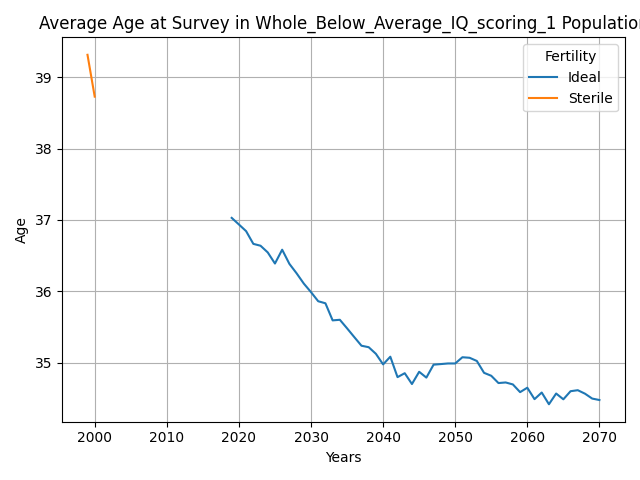 Average Age at Survey in Whole_Below_Average_IQ_scoring_1 Population
Fertility
Ideal
Sterile
39
38
37
36
35
Age
2000 2010 2020 2030 2040 2050 2060 2070
Years